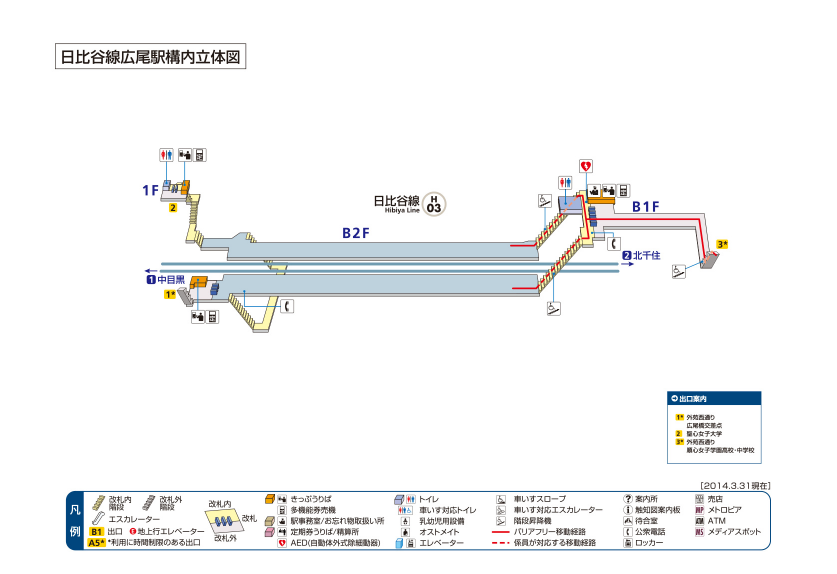 日比谷線広尾駅構内立体図
1F
2
日比谷線
Hibiya Line
H
03
B1F
B2F
3*
2 北千住
1 中目黒
1*
出口案内
1* 外苑西通り
広尾橋交差点
2 聖心女子大学
3* 外苑西通り
順心女子学園高校・中学校
[2014.3.31現在]
凡例
改札内階段
改札外階段
エスカレーター
B1 出口
E 地上行エレベーター
A5* *利用に時間制限のある出口
改札内
改札
改札外
きっぷうりば
多機能券売機
駅事務室/お忘れ物取扱い所
定期券うりば/精算所
AED(自動体外式除細動器)
トイレ
車いす対応トイレ
乳幼児用設備
オストメイト
エレベーター
車いすスロープ
車いす対応エスカレーター
階段昇降機
バリアフリー移動経路
係員が対応する移動経路
? 案内所
i 触知図案内板
待合室
公衆電話
ロッカー
売店
MP メトロピア
ATM ATM
MS メディアスポット